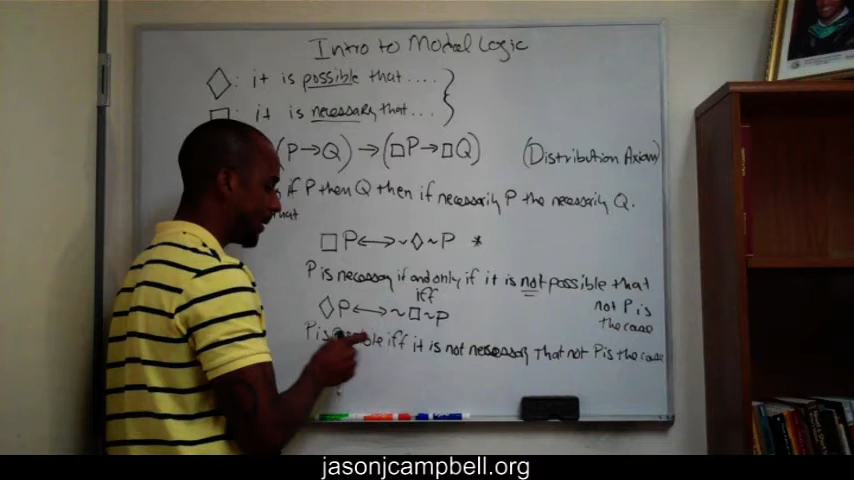 Intro to Modal Logic
◇: it is possible that....
□: it is necessary that...
(P→Q)→(□P→□Q) (Distribution Axiom)
if P then Q then if necessarily P the necessarily Q.
that
□P↔~◇~P *
P is necessary if and only if it is not possible that
not P is
the case
iff
◇P↔~□~P
P is iff it is not necessary that not P is the case
jasonjcampbell.org